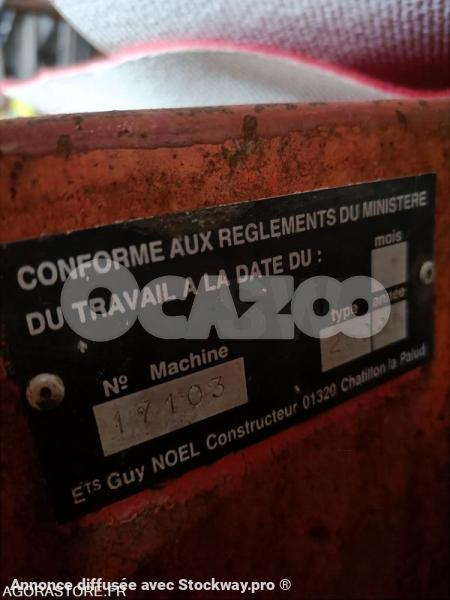 CONFORME AUX REGLEMENTS DU MINISTERE
DU TRAVAIL A LA DATE DU :
mois
OCAZOO
type année
Nº Machine
17103
Ets Guy NOEL Constructeur 01320 Chatillon la Palud
Annonce diffusée avec Stockway.pro ®
AGORASTORE.FR